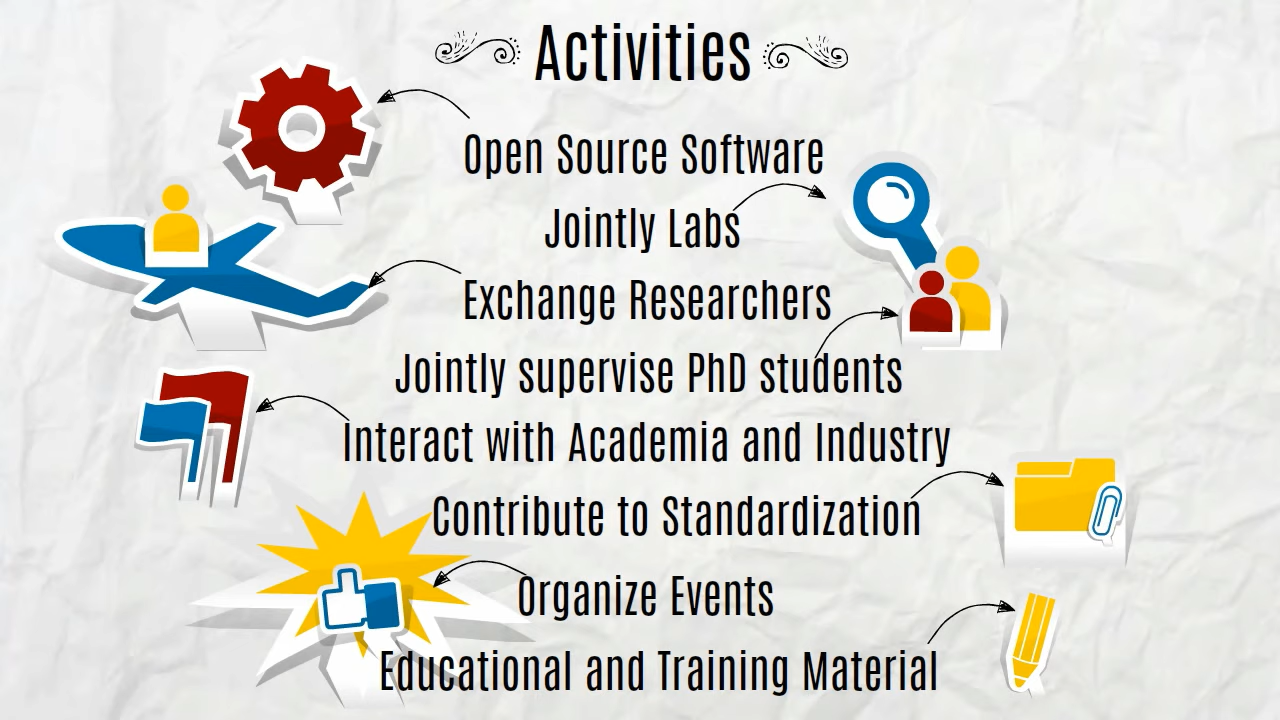 Activities
Open Source Software
Jointly Labs
Exchange Researchers
Jointly supervise PhD students
Interact with Academia and Industry
Contribute to Standardization
Organize Events
Educational and Training Material